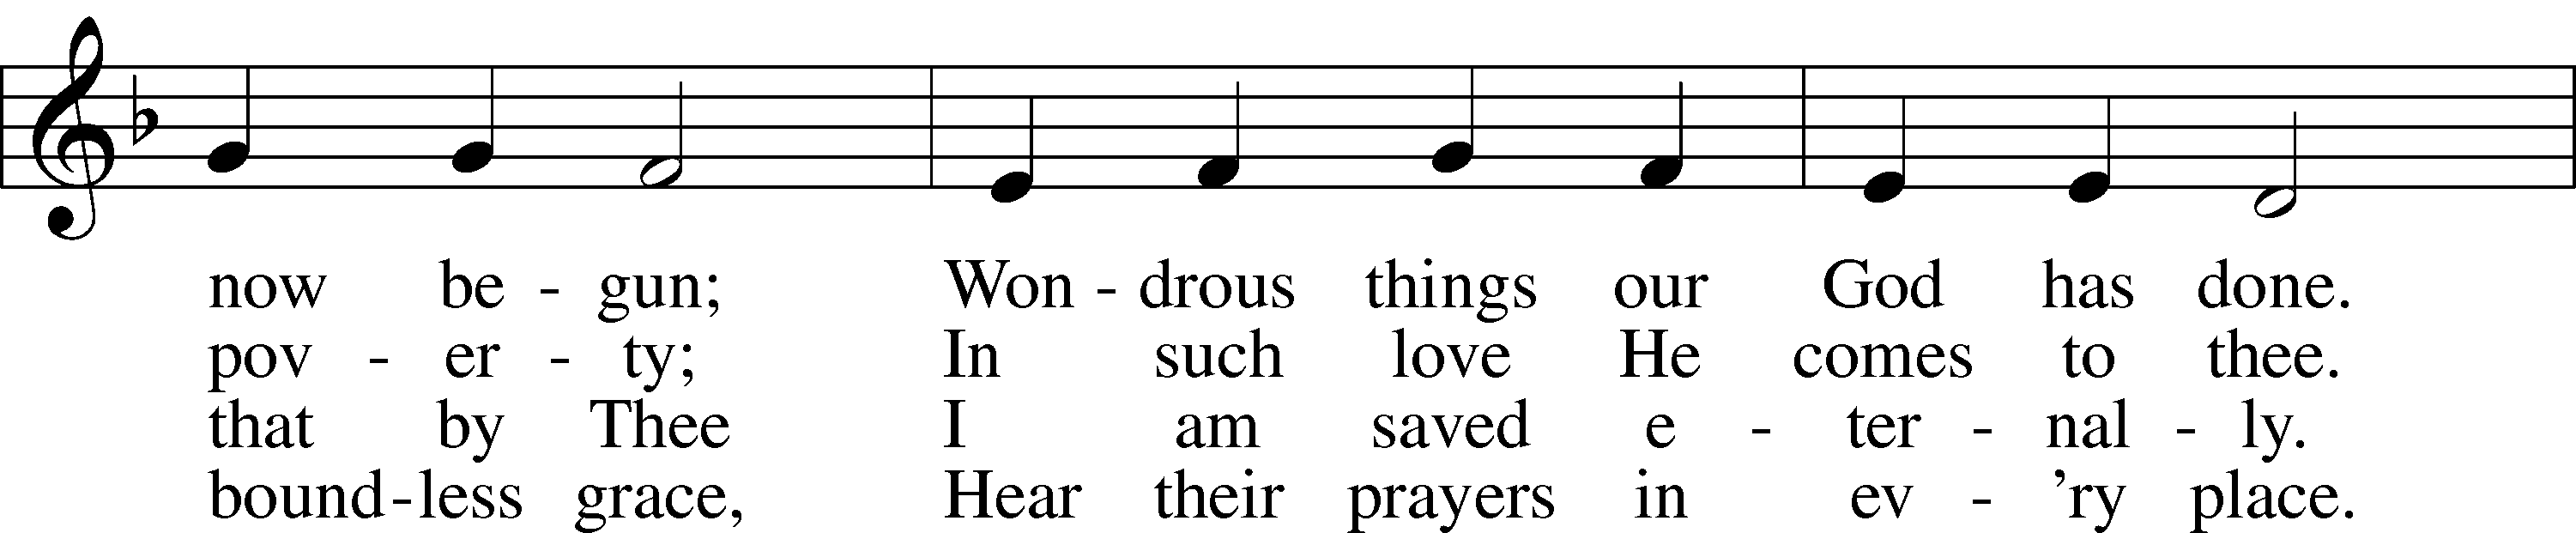 now be - gun; Won - drous things our God has done.
pov - er - ty; In such love He comes to thee.
that by Thee I am saved e - ter - nal - ly.
bound - less grace, Hear their prayers in ev - 'ry place.